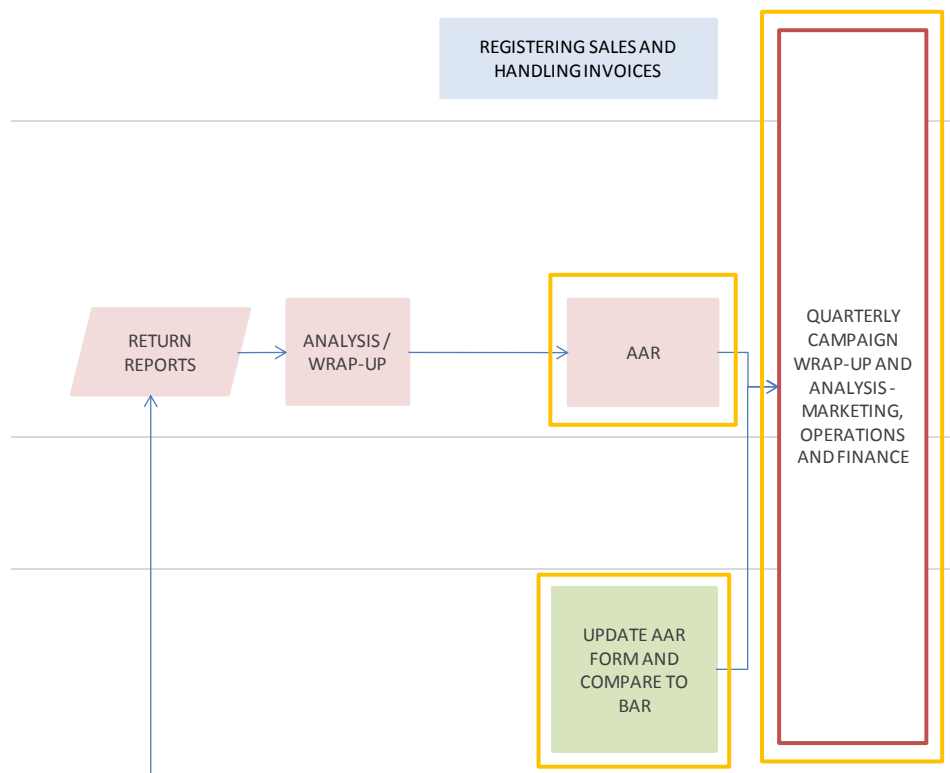 REGISTERING SALES AND
HANDLING INVOICES
RETURN
REPORTS
ANALYSIS /
WRAP-UP
AAR
QUARTERLY
CAMPAIGN
WRAP-UP AND
ANALYSIS -
MARKETING,
OPERATIONS
AND FINANCE
UPDATE AAR
FORM AND
COMPARE TO
BAR